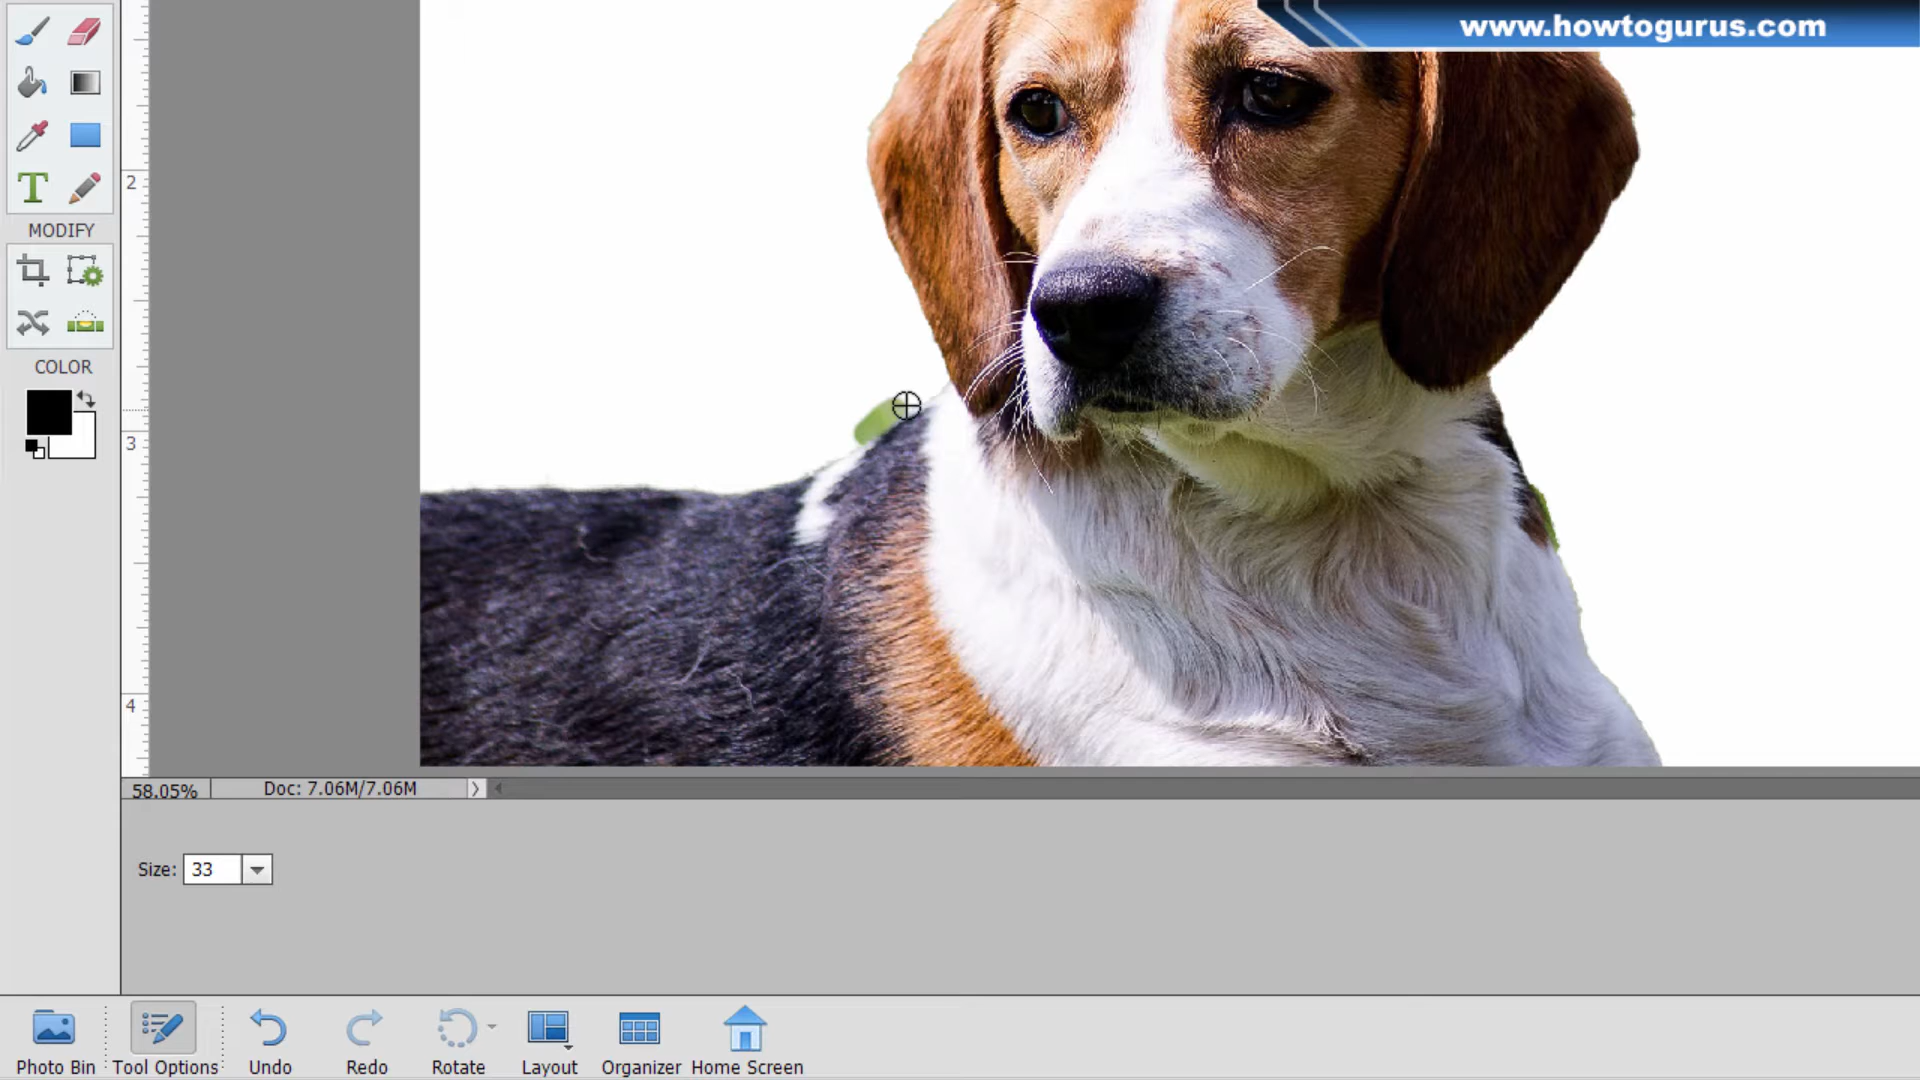 www.howtogurus.com
2
MODIFY
COLOR
3
4
58.05%
Doc: 7.06M/7.06M
Size: 33
Photo Bin
Tool Options
Undo
Redo
Rotate
Layout
Organizer
Home Screen